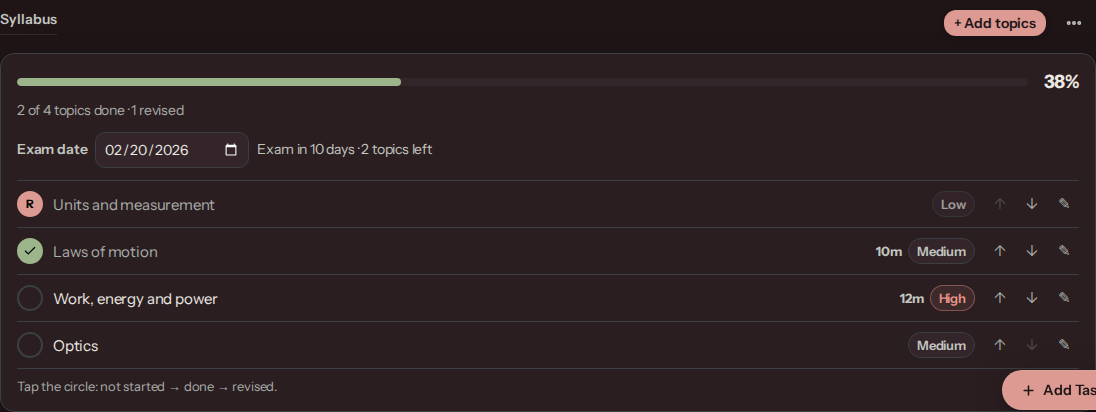 Syllabus
+ Add topics
38%
2 of 4 topics done · 1 revised
Exam date 02/20/2026 Exam in 10 days · 2 topics left
R Units and measurement Low ↑ ↓ ✎
✓ Laws of motion 10m Medium ↑ ↓ ✎
Work, energy and power 12m High ↑ ↓ ✎
Optics Medium ↑ ↓ ✎
Tap the circle: not started → done → revised.
+ Add Tas